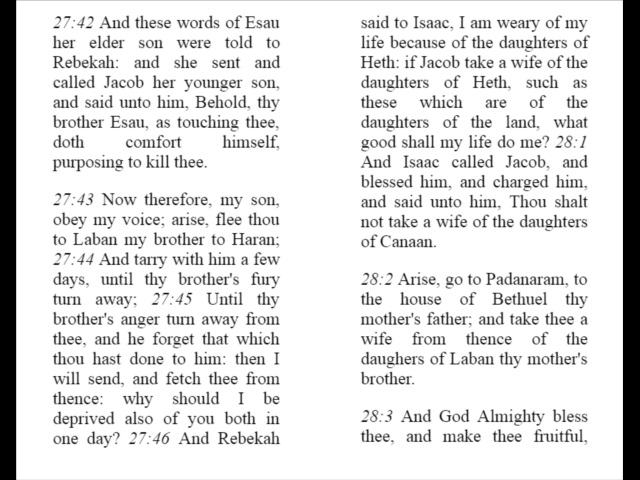 27:42 And these words of Esau
her elder son were told to
Rebekah: and she sent and
called Jacob her younger son,
and said unto him, Behold, thy
brother Esau, as touching thee,
doth comfort himself,
purposing to kill thee.
27:43 Now therefore, my son,
obey my voice; arise, flee thou
to Laban my brother to Haran;
27:44 And tarry with him a few
days, until thy brother's fury
turn away; 27:45 Until thy
brother's anger turn away from
thee, and he forget that which
thou hast done to him: then I
will send, and fetch thee from
thence: why should I be
deprived also of you both in
one day? 27:46 And Rebekah
said to Isaac, I am weary of my
life because of the daughters of
Heth: if Jacob take a wife of the
daughters of Heth, such as
these which are of the
daughters of the land, what
good shall my life do me? 28:1
And Isaac called Jacob, and
blessed him, and charged him,
and said unto him, Thou shalt
not take a wife of the daughters
of Canaan.
28:2 Arise, go to Padanaram, to
the house of Bethuel thy
mother's father; and take thee a
wife from thence of the
daughers of Laban thy mother's
brother.
28:3 And God Almighty bless
thee, and make thee fruitful,